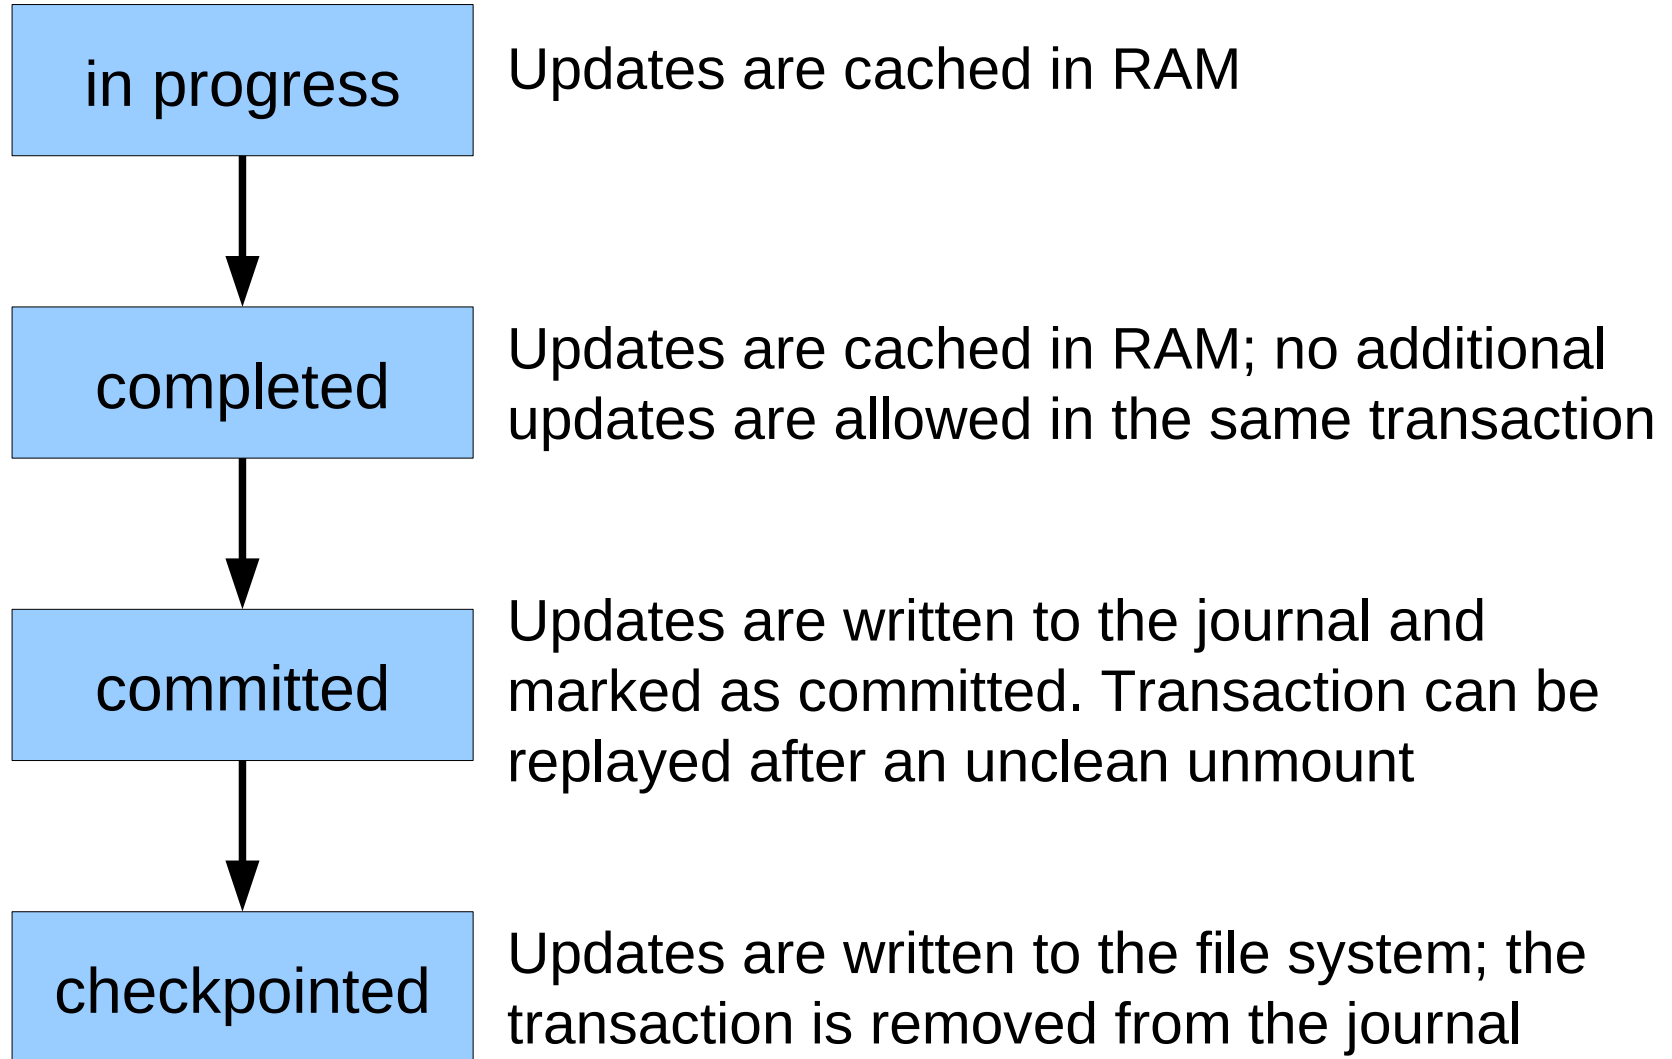 in progress
Updates are cached in RAM
completed
Updates are cached in RAM; no additional
updates are allowed in the same transaction
committed
Updates are written to the journal and
marked as committed. Transaction can be
replayed after an unclean unmount
checkpointed
Updates are written to the file system; the
transaction is removed from the journal